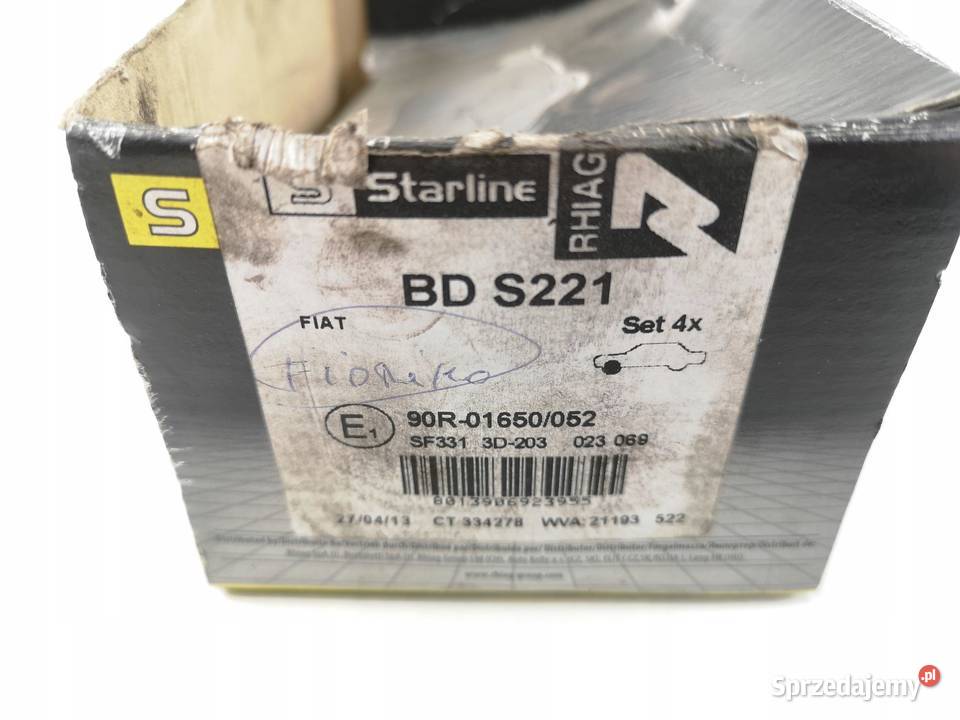 S
S Starline
RHIAG
BD S221
FIAT
Set 4x
Fioriko
E1
90R-01650/052
SF331 3D-203 023 069
8013906923955
27/04/13 CT 334278 WVA: 21193 522
Sprzedajemy.pl